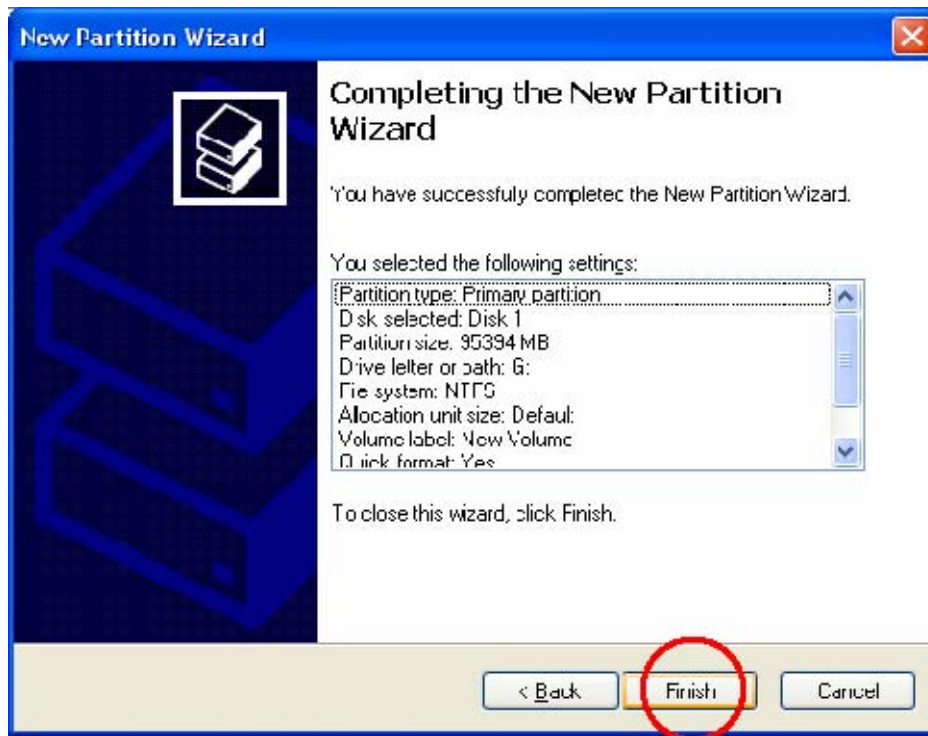 New Partition Wizard
Completing the New Partition
Wizard
You have successfully completed the New Partition Wizard.
You selected the following settings:
Partition type: Primary partition
Disk selected: Disk 1
Partition size: 95394 MB
Drive letter or path: G:
File system: NTFS
Allocation unit size: Default
Volume label: New Volume
Quick format: Yes
To close this wizard, click Finish.
< Back
Finish
Cancel